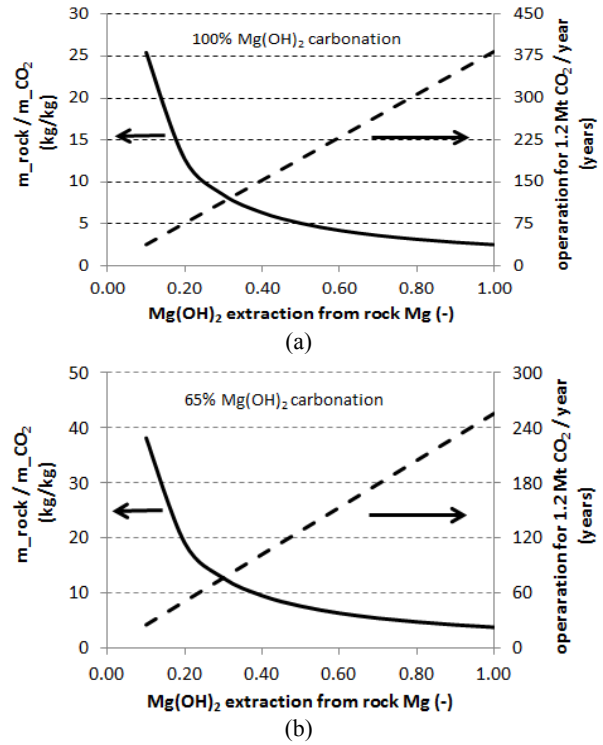 100% Mg(OH)2 carbonation
m_rock / m_CO2
(kg/kg)
30
25
20
15
10
5
0
450
375
300
225
150
75
0
operaration for 1.2 Mt CO2 / year
(years)
0.00 0.20 0.40 0.60 0.80 1.00
Mg(OH)2 extraction from rock Mg (-)
(a)
65% Mg(OH)2 carbonation
m_rock / m_CO2
(kg/kg)
50
40
30
20
10
0
300
240
180
120
60
0
operaration for 1.2 Mt CO2 / year
(years)
0.00 0.20 0.40 0.60 0.80 1.00
Mg(OH)2 extraction from rock Mg (-)
(b)